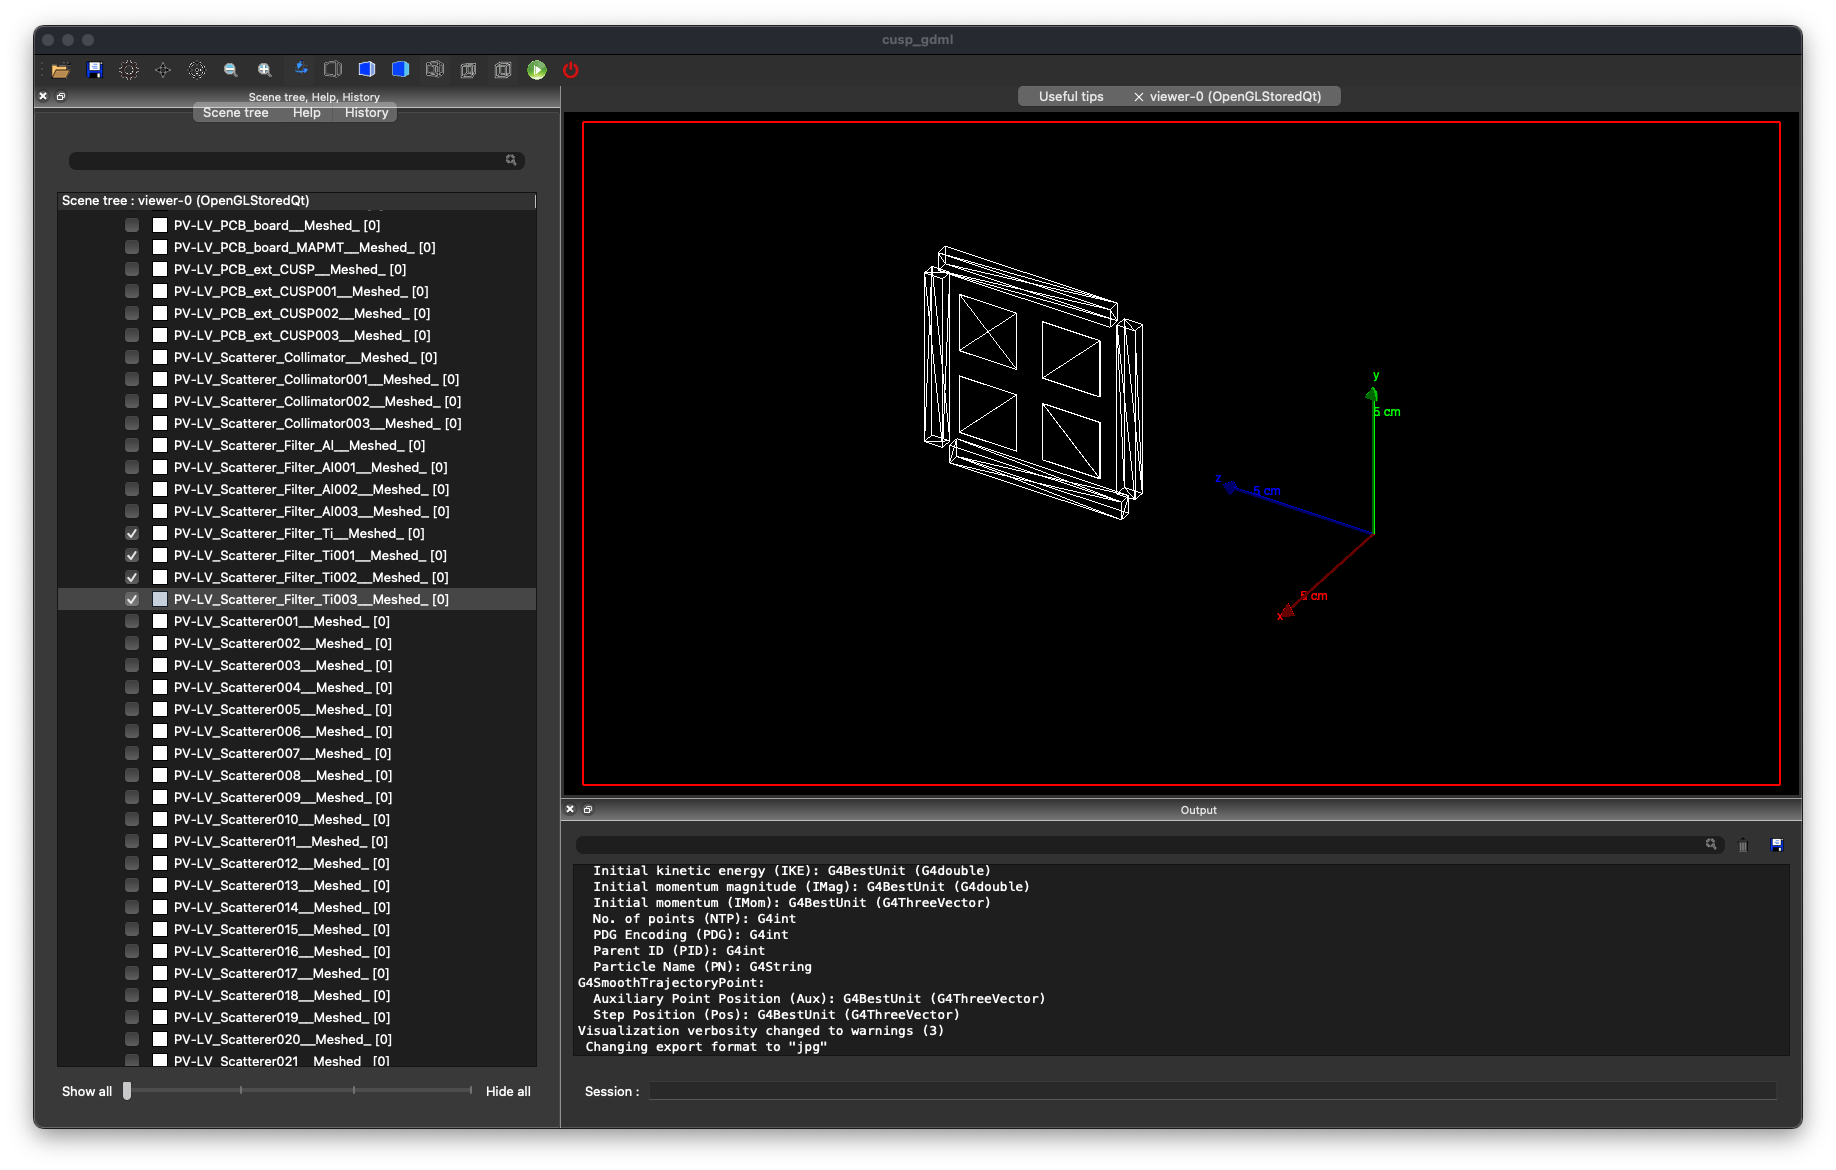 cusp_gdml
Scene tree, Help, History
Scene tree Help History
Useful tips viewer-0 (OpenGLStoredQt)
Scene tree : viewer-0 (OpenGLStoredQt)
PV-LV_PCB_board__Meshed_ [0]
PV-LV_PCB_board_MAPMT__Meshed_ [0]
PV-LV_PCB_ext_CUSP__Meshed_ [0]
PV-LV_PCB_ext_CUSP001__Meshed_ [0]
PV-LV_PCB_ext_CUSP002__Meshed_ [0]
PV-LV_PCB_ext_CUSP003__Meshed_ [0]
PV-LV_Scatterer_Collimator__Meshed_ [0]
PV-LV_Scatterer_Collimator001__Meshed_ [0]
PV-LV_Scatterer_Collimator002__Meshed_ [0]
PV-LV_Scatterer_Collimator003__Meshed_ [0]
PV-LV_Scatterer_Filter_Al__Meshed_ [0]
PV-LV_Scatterer_Filter_Al001__Meshed_ [0]
PV-LV_Scatterer_Filter_Al002__Meshed_ [0]
PV-LV_Scatterer_Filter_Al003__Meshed_ [0]
PV-LV_Scatterer_Filter_Ti__Meshed_ [0]
PV-LV_Scatterer_Filter_Ti001__Meshed_ [0]
PV-LV_Scatterer_Filter_Ti002__Meshed_ [0]
PV-LV_Scatterer_Filter_Ti003__Meshed_ [0]
PV-LV_Scatterer001__Meshed_ [0]
PV-LV_Scatterer002__Meshed_ [0]
PV-LV_Scatterer003__Meshed_ [0]
PV-LV_Scatterer004__Meshed_ [0]
PV-LV_Scatterer005__Meshed_ [0]
PV-LV_Scatterer006__Meshed_ [0]
PV-LV_Scatterer007__Meshed_ [0]
PV-LV_Scatterer008__Meshed_ [0]
PV-LV_Scatterer009__Meshed_ [0]
PV-LV_Scatterer010__Meshed_ [0]
PV-LV_Scatterer011__Meshed_ [0]
PV-LV_Scatterer012__Meshed_ [0]
PV-LV_Scatterer013__Meshed_ [0]
PV-LV_Scatterer014__Meshed_ [0]
PV-LV_Scatterer015__Meshed_ [0]
PV-LV_Scatterer016__Meshed_ [0]
PV-LV_Scatterer017__Meshed_ [0]
PV-LV_Scatterer018__Meshed_ [0]
PV-LV_Scatterer019__Meshed_ [0]
PV-LV_Scatterer020__Meshed_ [0]
PV-LV_Scatterer021__Meshed_ [0]
Show all Hide all
y
5 cm
z
5 cm
5 cm
x
Output
Initial kinetic energy (IKE): G4BestUnit (G4double)
Initial momentum magnitude (IMag): G4BestUnit (G4double)
Initial momentum (IMom): G4BestUnit (G4ThreeVector)
No. of points (NTP): G4int
PDG Encoding (PDG): G4int
Parent ID (PID): G4int
Particle Name (PN): G4String
G4SmoothTrajectoryPoint:
Auxiliary Point Position (Aux): G4BestUnit (G4ThreeVector)
Step Position (Pos): G4BestUnit (G4ThreeVector)
Visualization verbosity changed to warnings (3)
Changing export format to "jpg"
Session :